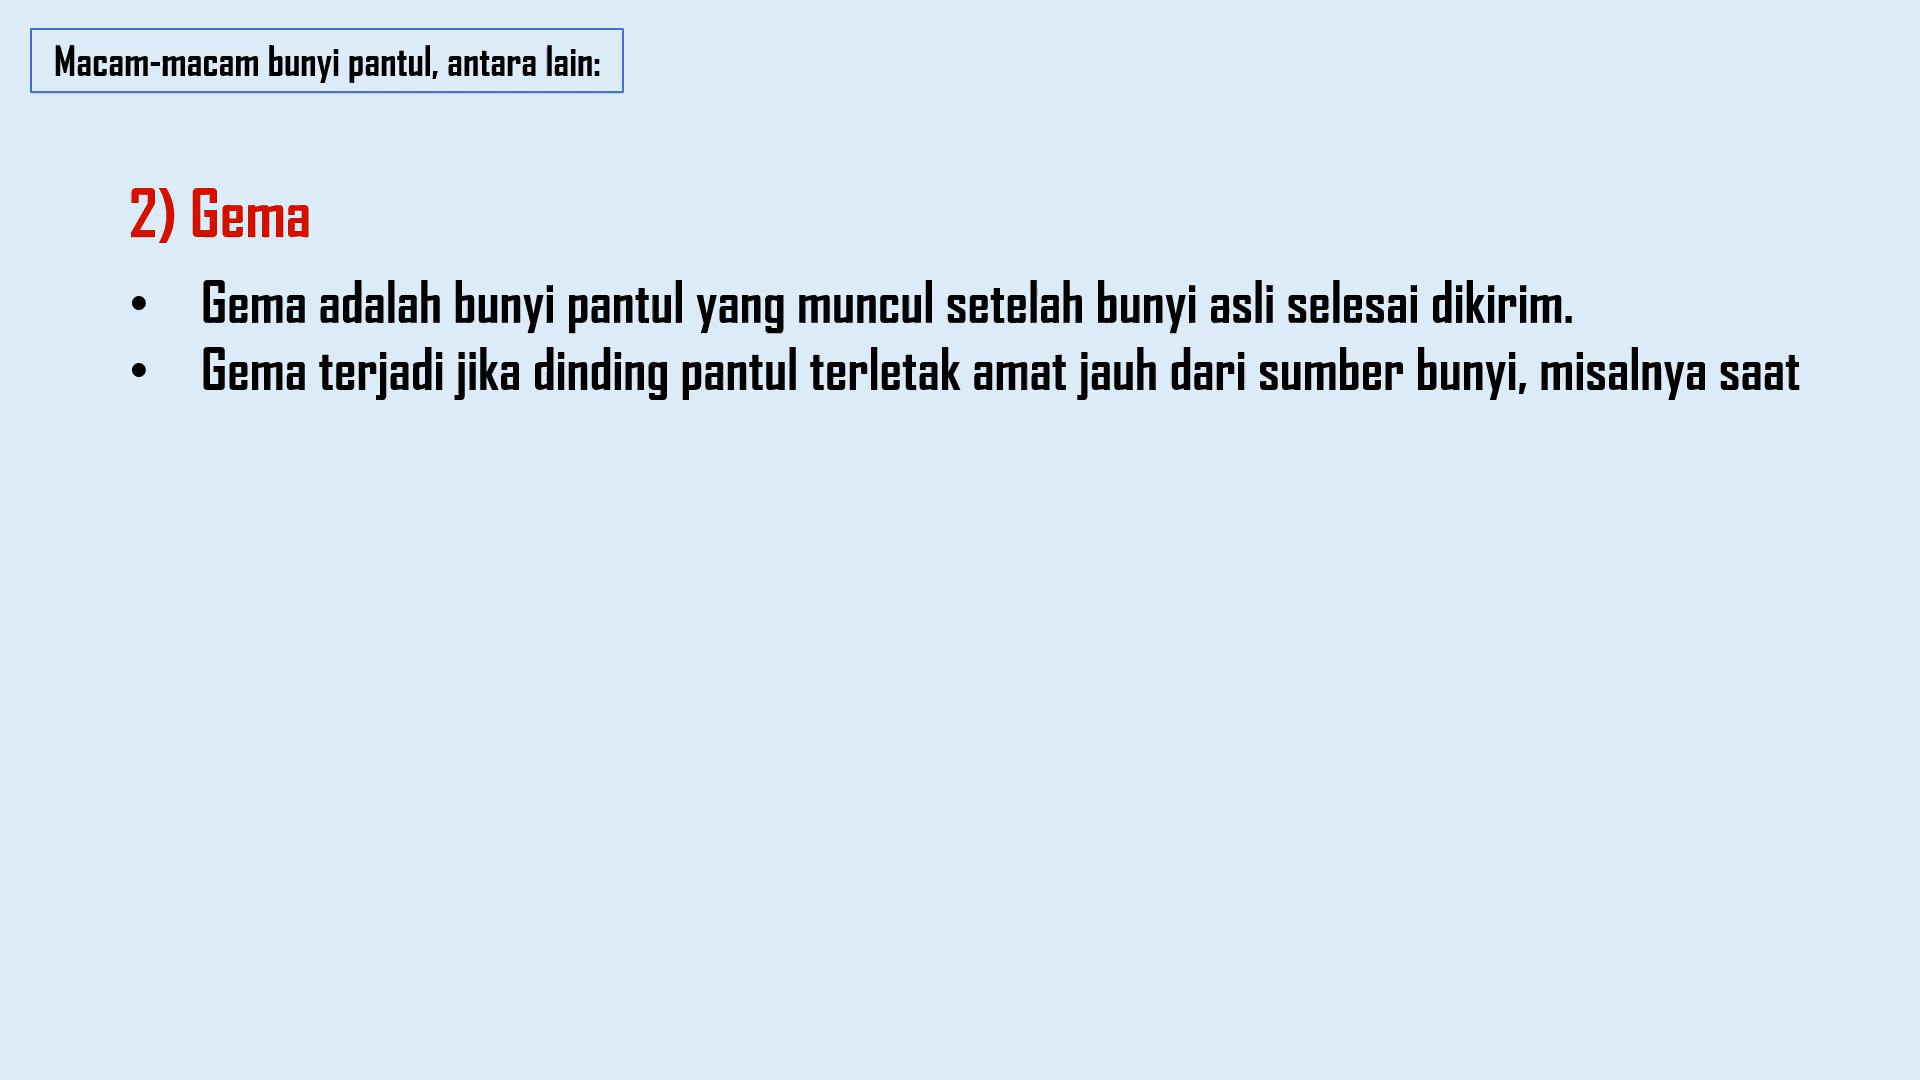 Macam-macam bunyi pantul, antara lain:
2) Gema
• Gema adalah bunyi pantul yang muncul setelah bunyi asli selesai dikirim.
• Gema terjadi jika dinding pantul terletak amat jauh dari sumber bunyi, misalnya saat